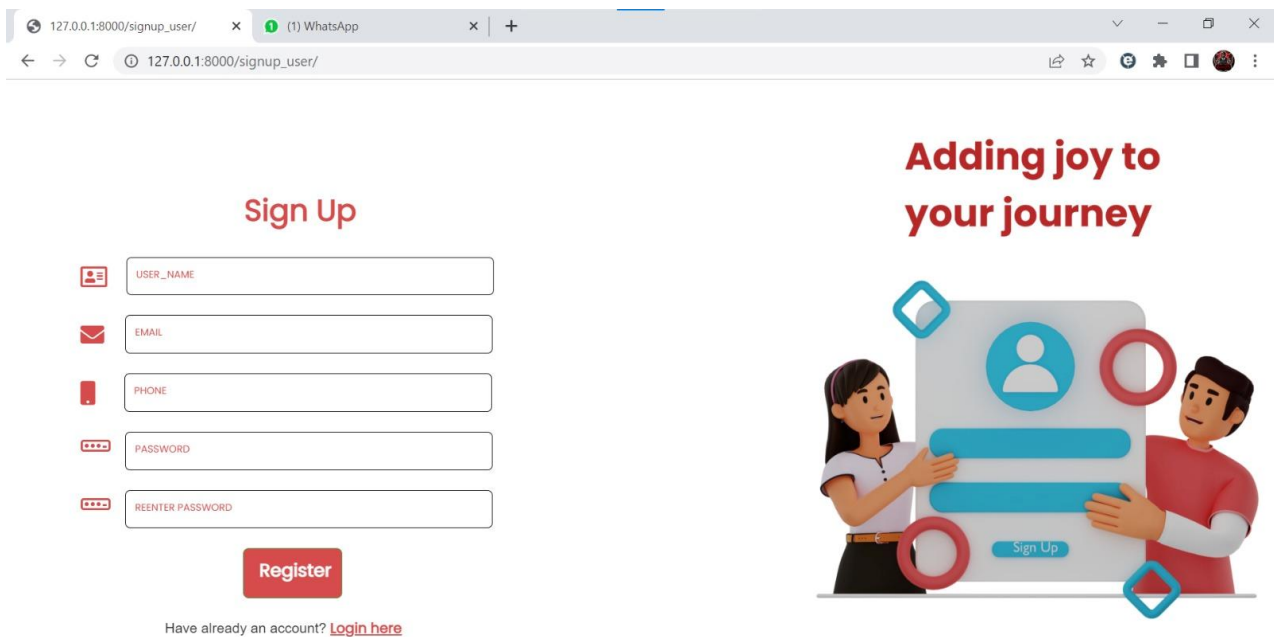 127.0.0.1:8000/signup_user/
(1) WhatsApp
127.0.0.1:8000/signup_user/
Adding joy to
your journey
Sign Up
USER_NAME
EMAIL
PHONE
PASSWORD
REENTER PASSWORD
Register
Have already an account? Login here
Sign Up